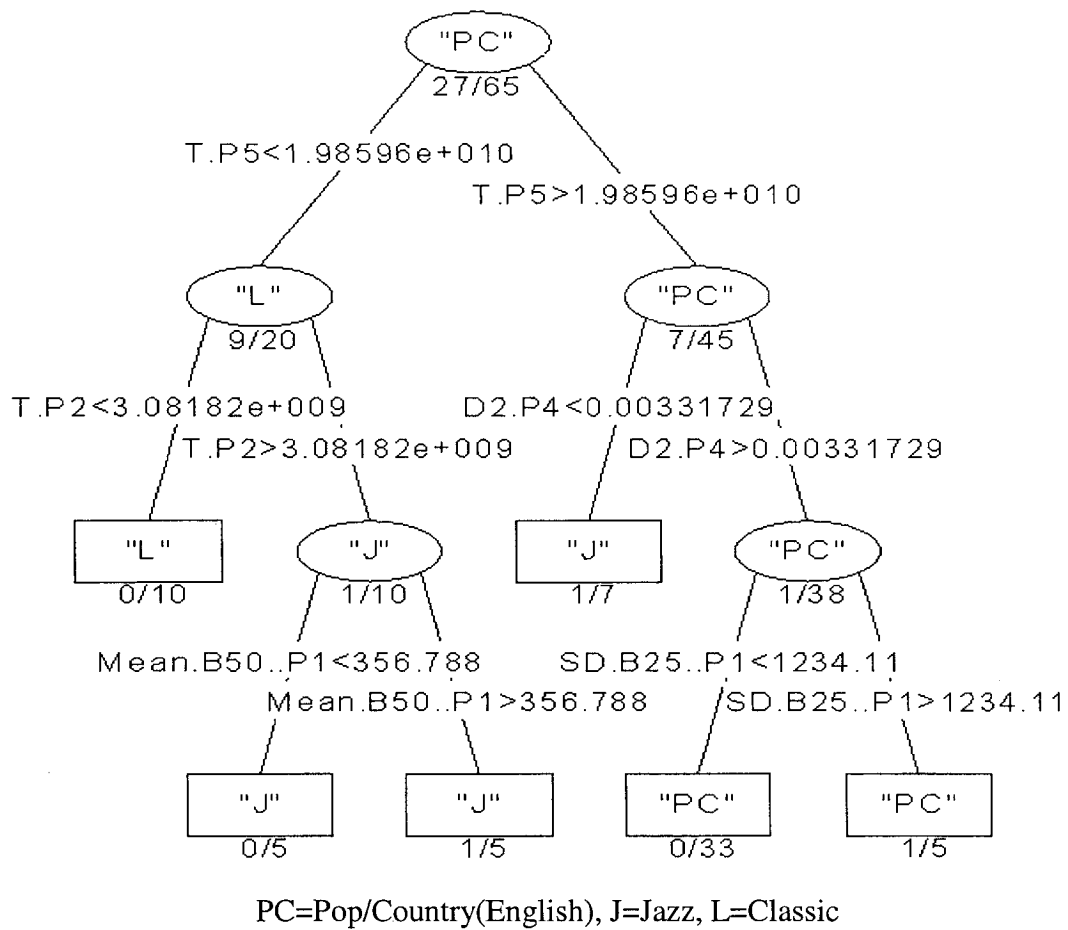 "PC"
27/65
T.P5<1.98596e+010
T.P5>1.98596e+010
"L"
9/20
"PC"
7/45
T.P2<3.08182e+009
D2.P4<0.00331729
T.P2>3.08182e+009
D2.P4>0.00331729
"L"
0/10
"J"
1/10
"J"
1/7
"PC"
1/38
Mean.B50..P1<356.788
SD.B25..P1<1234.11
Mean.B50..P1>356.788
SD.B25..P1>1234.11
"J"
0/5
"J"
1/5
"PC"
0/33
"PC"
1/5
PC=Pop/Country(English), J=Jazz, L=Classic